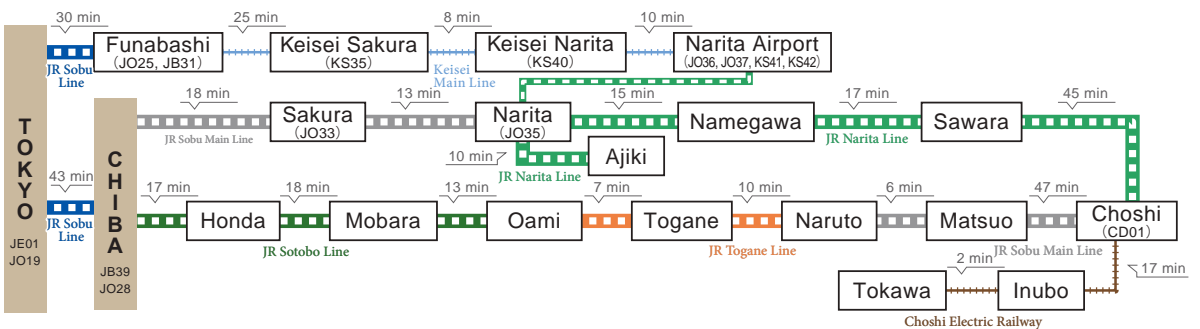 30 min
25 min
8 min
10 min
Funabashi
(JO25, JB31)
Keisei Sakura
(KS35)
Keisei Narita
(KS40)
Narita Airport
(JO36, JO37, KS41, KS42)
JR Sobu
Line
Keisei
Main Line
18 min
13 min
15 min
17 min
45 min
TOKYO
JE01
JO19
CHIBA
JB39
JO28
Sakura
(JO33)
Narita
(JO35)
Namegawa
Sawara
JR Sobu Main Line
JR Narita Line
10 min
Ajiki
JR Narita Line
43 min
17 min
18 min
13 min
7 min
10 min
6 min
47 min
JR Sobu
Line
Honda
Mobara
Oami
Togane
Naruto
Matsuo
Choshi
(CD01)
JR Sotobo Line
JR Togane Line
JR Sobu Main Line
2 min
17 min
Tokawa
Inubo
Choshi Electric Railway